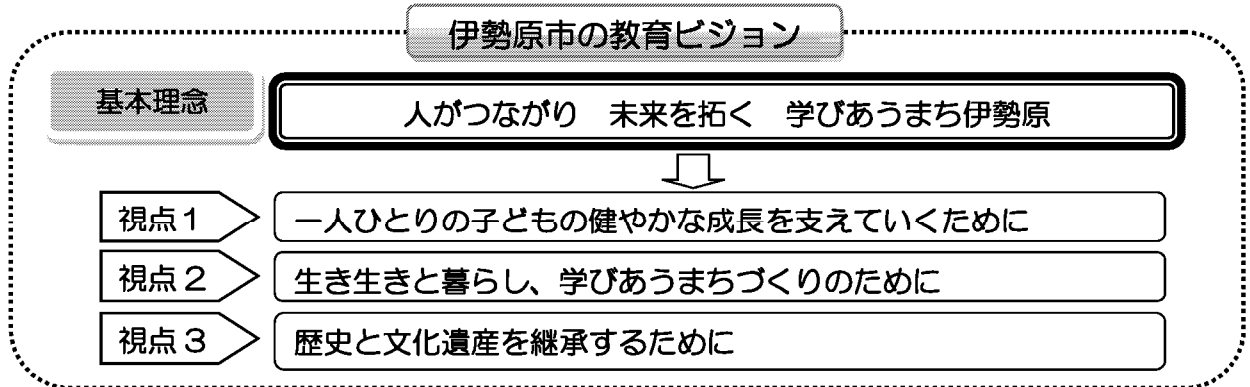 伊勢原市の教育ビジョン
基本理念
人がつながり　未来を拓く　学びあうまち伊勢原
視点１
一人ひとりの子どもの健やかな成長を支えていくために
視点２
生き生きと暮らし、学びあうまちづくりのために
視点３
歴史と文化遺産を継承するために